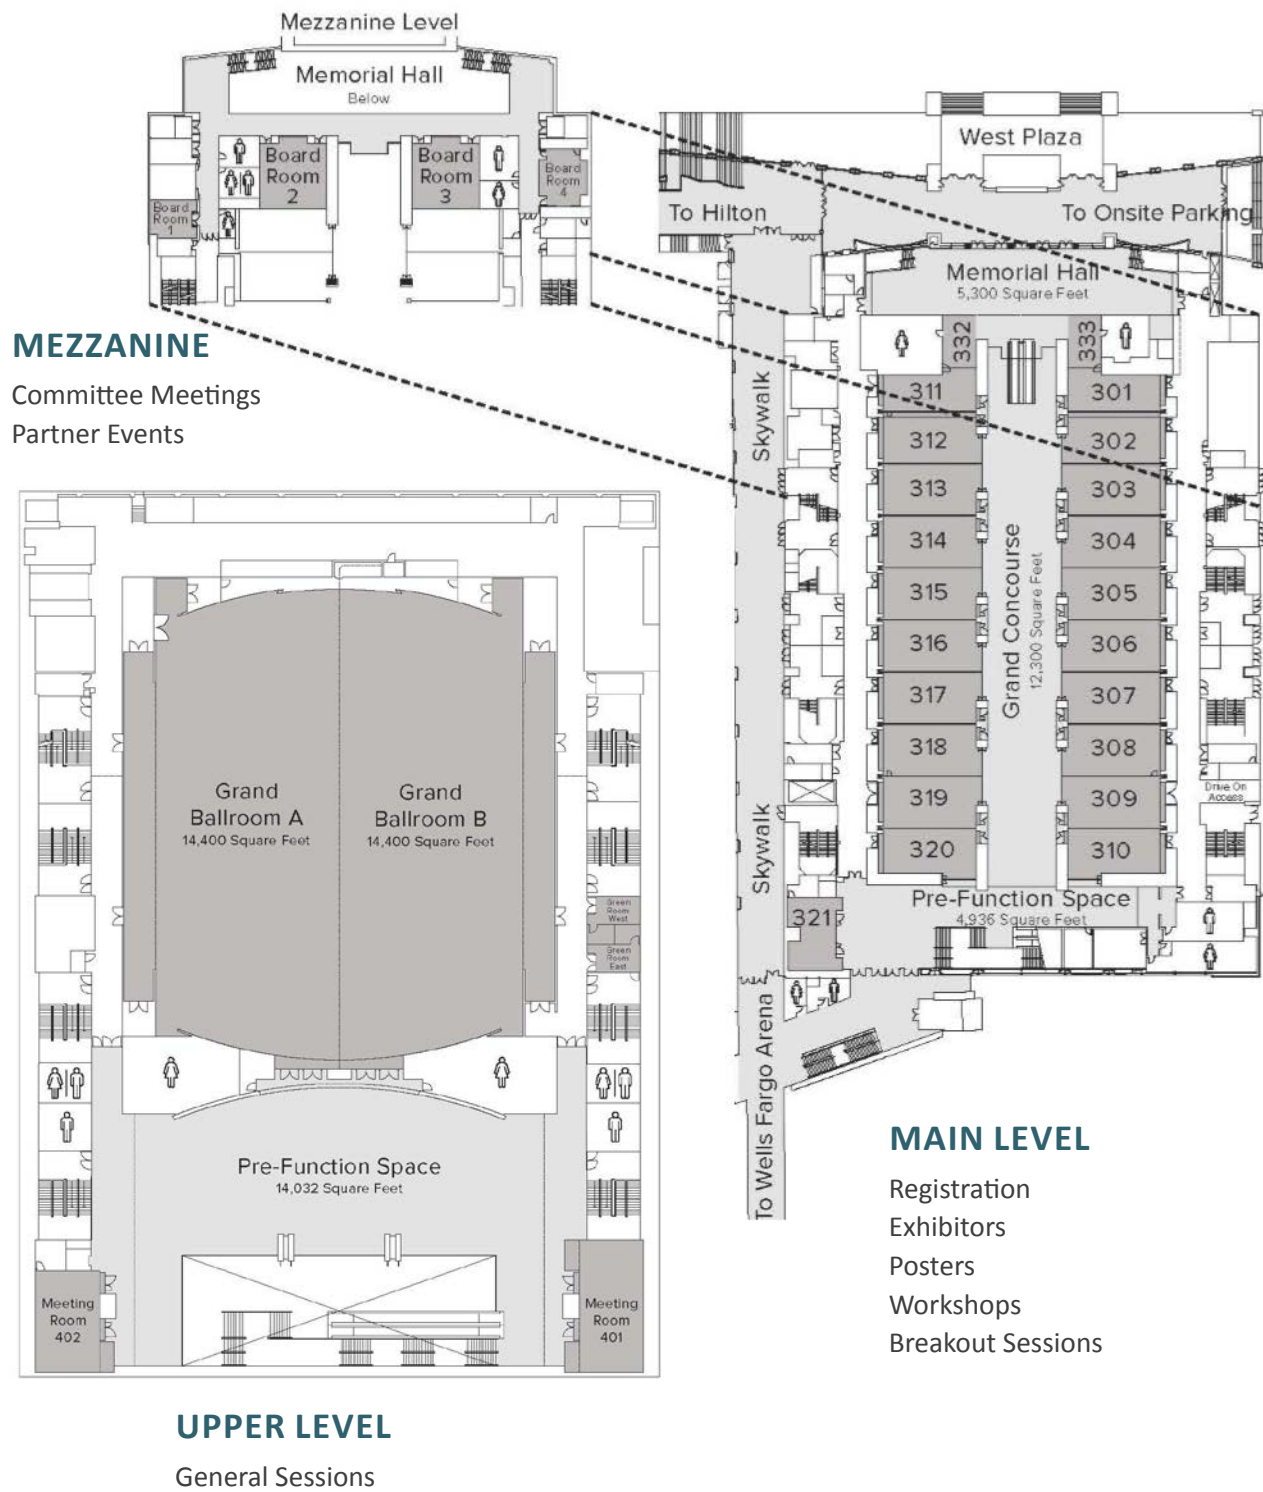 Mezzanine Level
Memorial Hall
Below
Board
Room
2
Board
Room
3
Board
Room
4
Board
Room
1
MEZZANINE
Committee Meetings
Partner Events
West Plaza
To Hilton
To Onsite Parking
Memorial Hall
5,300 Square Feet
332
333
311
301
312
302
313
303
314
304
315
305
316
306
317
307
318
308
319
309
320
310
Skywalk
Skywalk
Grand Concourse
12,300 Square Feet
Drive On
Access
321
Pre-Function Space
4,936 Square Feet
To Wells Fargo Arena
MAIN LEVEL
Registration
Exhibitors
Posters
Workshops
Breakout Sessions
Grand
Ballroom A
14,400 Square Feet
Grand
Ballroom B
14,400 Square Feet
Green
Room
West
Green
Room
East
Pre-Function Space
14,032 Square Feet
Meeting
Room
402
Meeting
Room
401
UPPER LEVEL
General Sessions